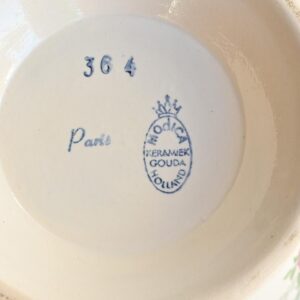 364
Paris
MODICA
KERAMIEK
GOUDA
HOLLAND